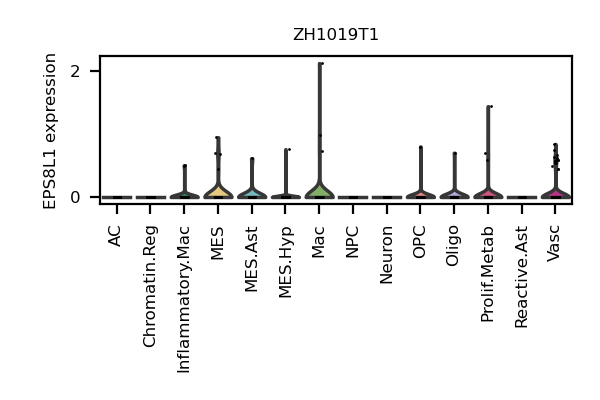 ZH1019T1
EPS8L1 expression
2
0
AC
Chromatin.Reg
Inflammatory.Mac
MES
MES.Ast
MES.Hyp
Mac
NPC
Neuron
OPC
Oligo
Prolif.Metab
Reactive.Ast
Vasc